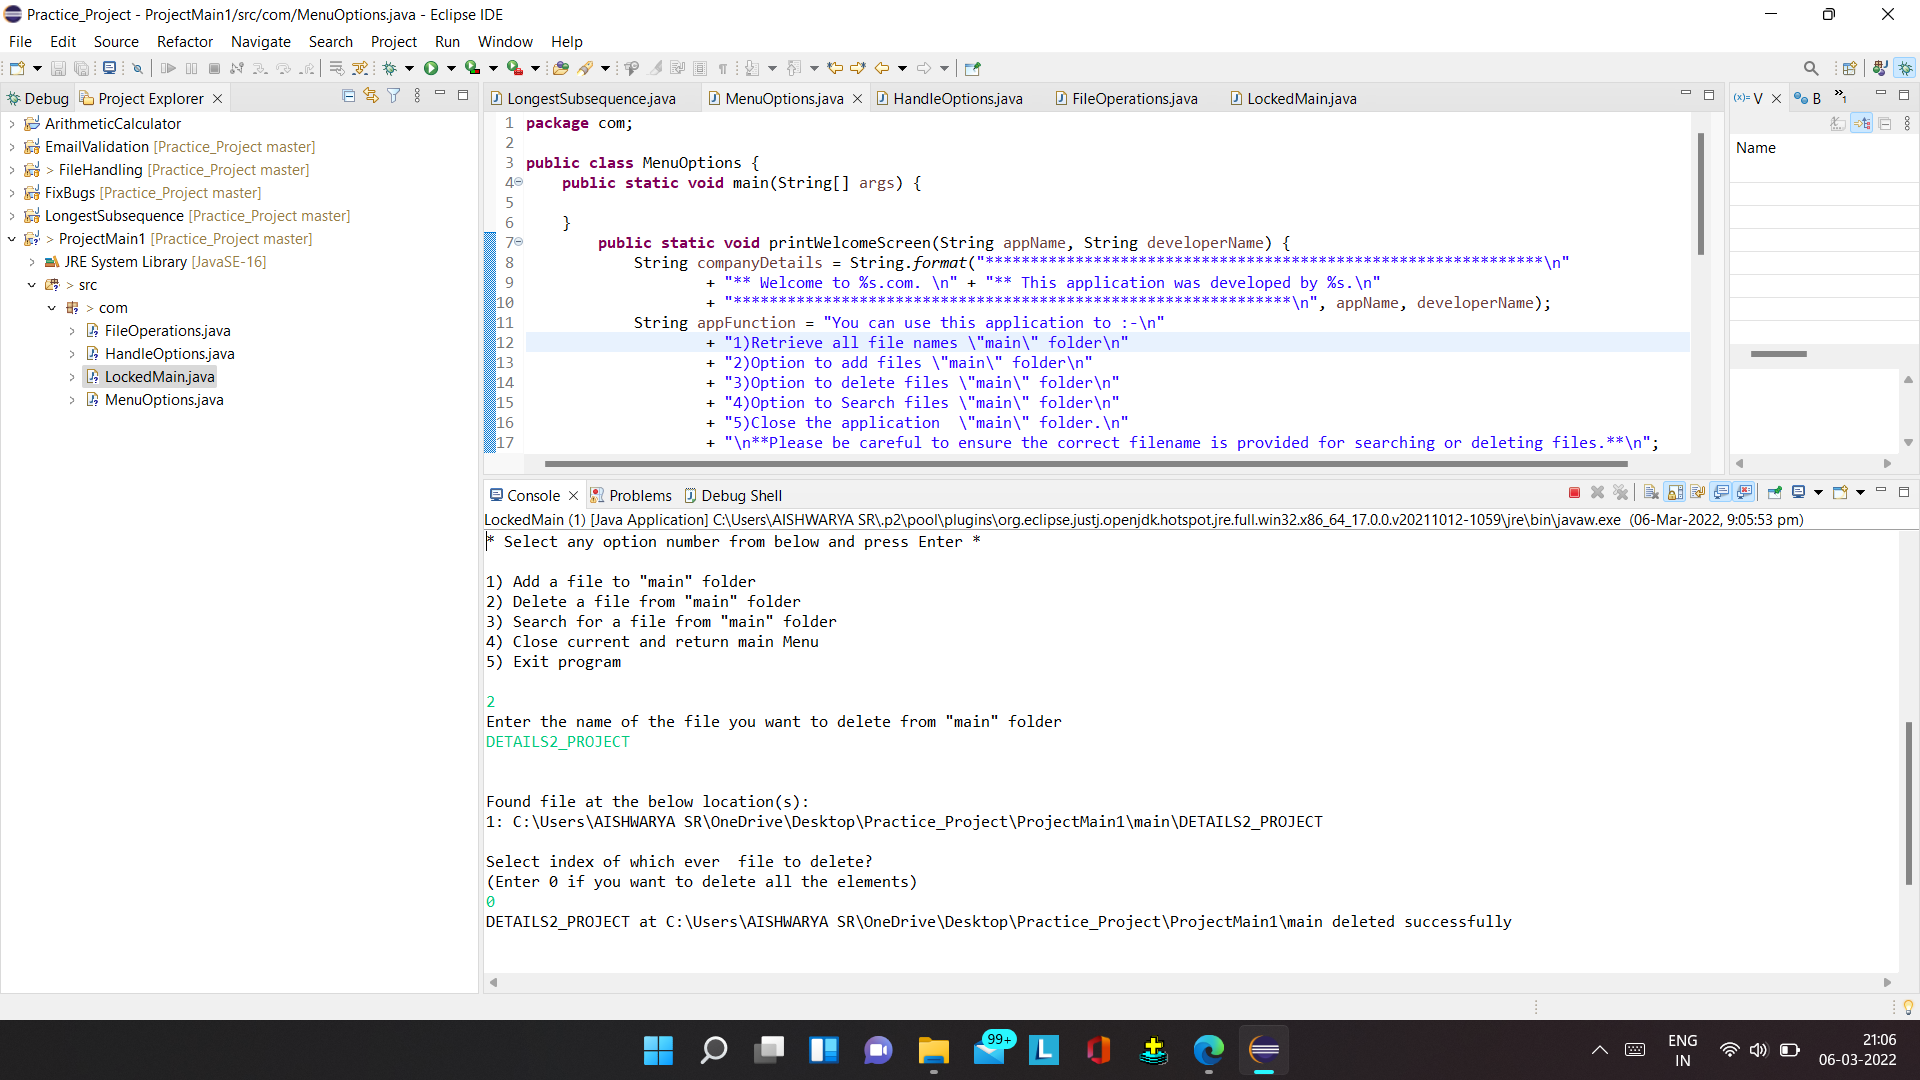 Practice_Project - ProjectMain1/src/com/MenuOptions.java - Eclipse IDE
File Edit Source Refactor Navigate Search Project Run Window Help
Debug Project Explorer
ArithmeticCalculator
EmailValidation [Practice_Project master]
> FileHandling [Practice_Project master]
FixBugs [Practice_Project master]
LongestSubsequence [Practice_Project master]
> ProjectMain1 [Practice_Project master]
JRE System Library [JavaSE-16]
> src
> com
FileOperations.java
HandleOptions.java
LockedMain.java
MenuOptions.java
LongestSubsequence.java MenuOptions.java HandleOptions.java FileOperations.java LockedMain.java
1 package com;
2
3 public class MenuOptions {
4 public static void main(String[] args) {
5
6 }
7 public static void printWelcomeScreen(String appName, String developerName) {
8 String companyDetails = String.format("**************************************************************\n"
9 + "** Welcome to %s.com. \n" + "** This application was developed by %s.\n"
10 + "**************************************************************\n", appName, developerName);
11 String appFunction = "You can use this application to :-\n"
12 + "1)Retrieve all file names \"main\" folder\n"
13 + "2)Option to add files \"main\" folder\n"
14 + "3)Option to delete files \"main\" folder\n"
15 + "4)Option to Search files \"main\" folder\n"
16 + "5)Close the application  \"main\" folder.\n"
17 + "\n**Please be careful to ensure the correct filename is provided for searching or deleting files.**\n";
(x)= V B »1
Name
Console Problems Debug Shell
LockedMain (1) [Java Application] C:\Users\AISHWARYA SR\.p2\pool\plugins\org.eclipse.justj.openjdk.hotspot.jre.full.win32.x86_64_17.0.0.v20211012-1059\jre\bin\javaw.exe (06-Mar-2022, 9:05:53 pm)
* Select any option number from below and press Enter *
1) Add a file to "main" folder
2) Delete a file from "main" folder
3) Search for a file from "main" folder
4) Close current and return main Menu
5) Exit program
2
Enter the name of the file you want to delete from "main" folder
DETAILS2_PROJECT
Found file at the below location(s):
1: C:\Users\AISHWARYA SR\OneDrive\Desktop\Practice_Project\ProjectMain1\main\DETAILS2_PROJECT
Select index of which ever  file to delete?
(Enter 0 if you want to delete all the elements)
0
DETAILS2_PROJECT at C:\Users\AISHWARYA SR\OneDrive\Desktop\Practice_Project\ProjectMain1\main deleted successfully
99+
L
ENG
IN
21:06
06-03-2022